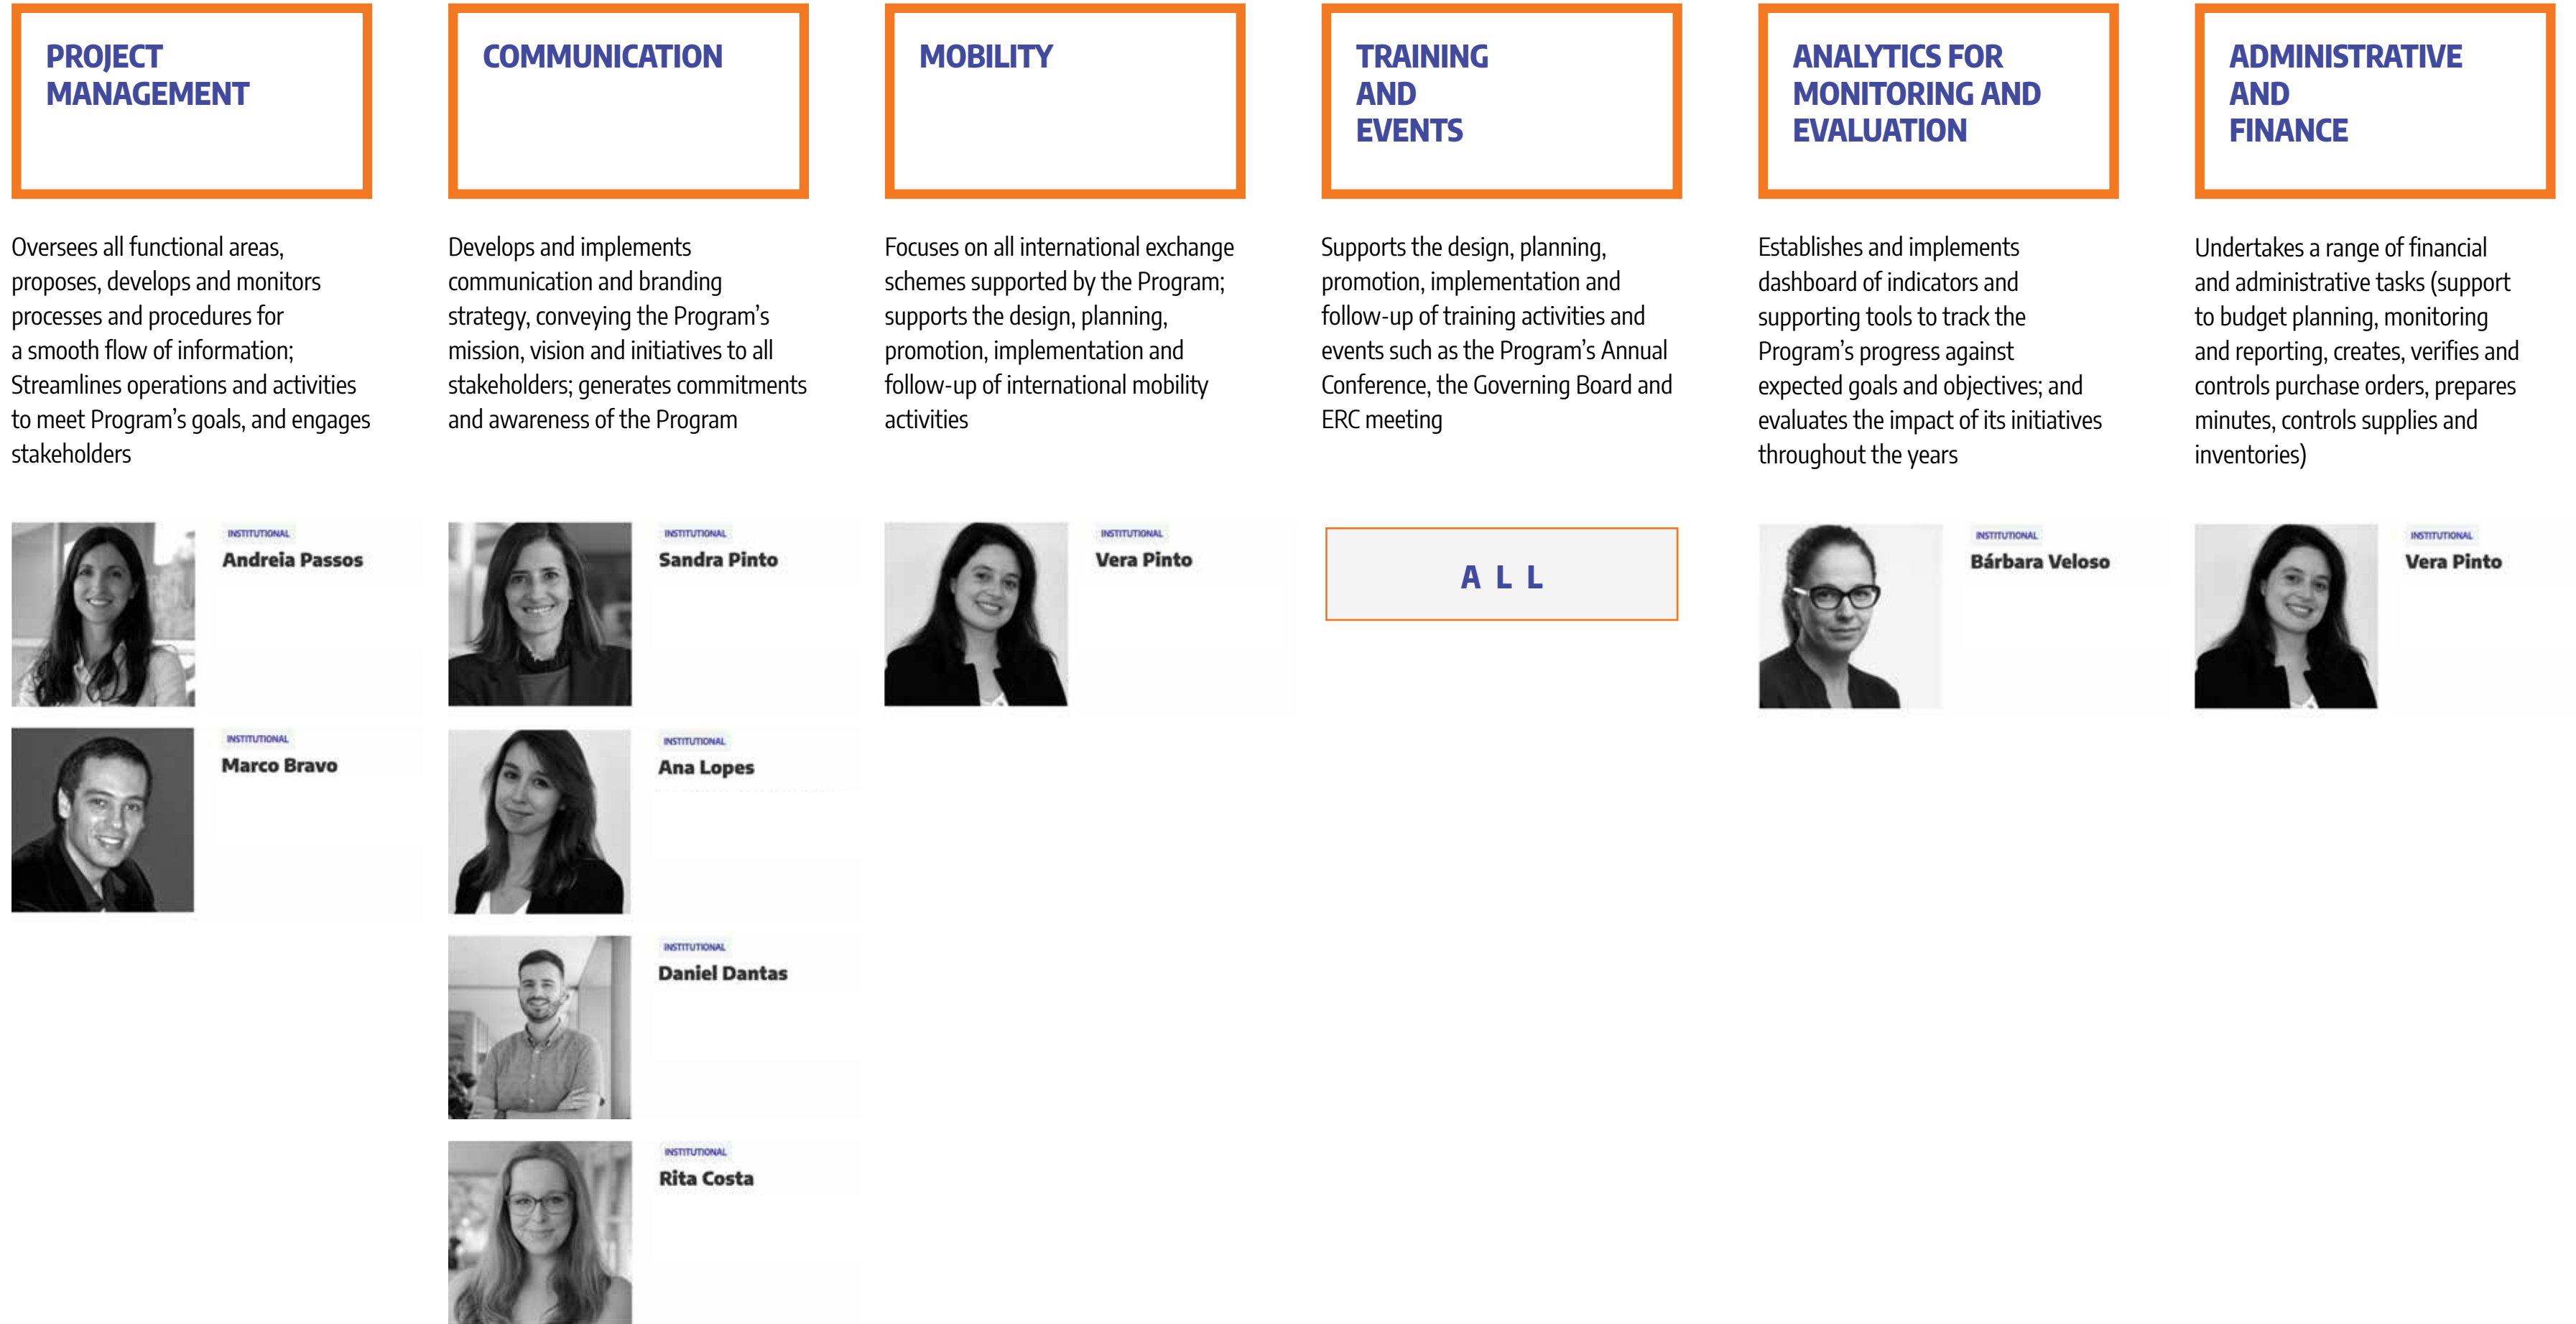 PROJECT
MANAGEMENT
Oversees all functional areas,
proposes, develops and monitors
processes and procedures for
a smooth flow of information;
Streamlines operations and activities
to meet Program's goals, and engages
stakeholders
INSTITUTIONAL
Andreia Passos
INSTITUTIONAL
Marco Bravo
COMMUNICATION
Develops and implements
communication and branding
strategy, conveying the Program's
mission, vision and initiatives to all
stakeholders; generates commitments
and awareness of the Program
INSTITUTIONAL
Sandra Pinto
INSTITUTIONAL
Ana Lopes
INSTITUTIONAL
Daniel Dantas
INSTITUTIONAL
Rita Costa
MOBILITY
Focuses on all international exchange
schemes supported by the Program;
supports the design, planning,
promotion, implementation and
follow-up of international mobility
activities
INSTITUTIONAL
Vera Pinto
TRAINING
AND
EVENTS
Supports the design, planning,
promotion, implementation and
follow-up of training activities and
events such as the Program's Annual
Conference, the Governing Board and
ERC meeting
ALL
ANALYTICS FOR
MONITORING AND
EVALUATION
Establishes and implements
dashboard of indicators and
supporting tools to track the
Program's progress against
expected goals and objectives; and
evaluates the impact of its initiatives
throughout the years
INSTITUTIONAL
Bárbara Veloso
ADMINISTRATIVE
AND
FINANCE
Undertakes a range of financial
and administrative tasks (support
to budget planning, monitoring
and reporting, creates, verifies and
controls purchase orders, prepares
minutes, controls supplies and
inventories)
INSTITUTIONAL
Vera Pinto